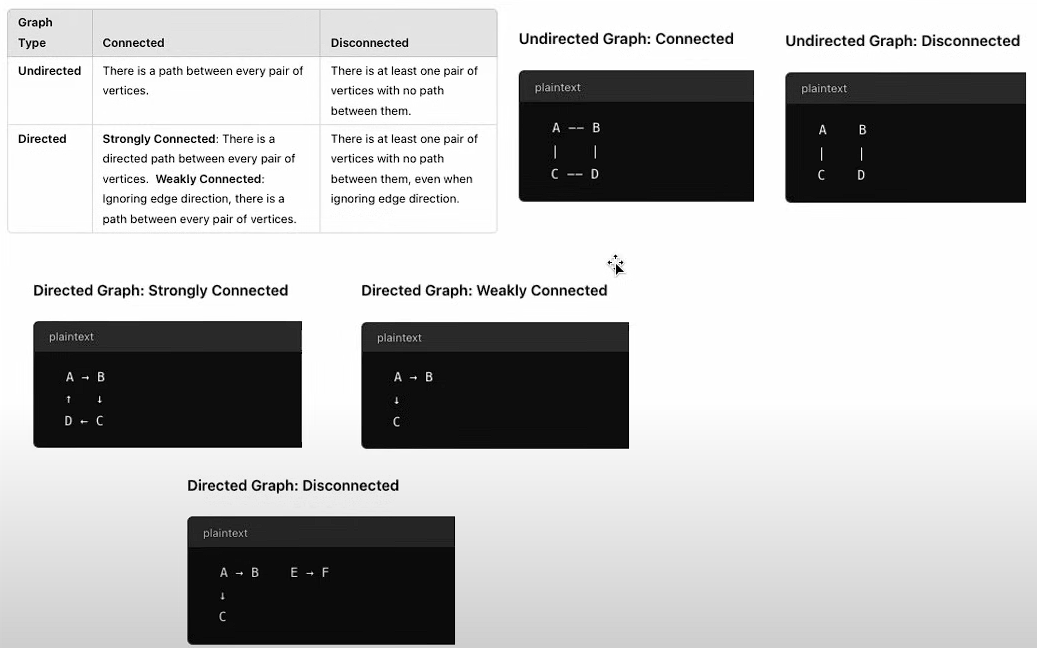 Graph
Type
Connected
Disconnected
Undirected
There is a path between every pair of
vertices.
There is at least one pair of
vertices with no path
between them.
Directed
Strongly Connected: There is a
directed path between every pair of
vertices. Weakly Connected:
Ignoring edge direction, there is a
path between every pair of vertices.
There is at least one pair of
vertices with no path
between them, even when
ignoring edge direction.
Undirected Graph: Connected
plaintext
A —— B
|    |
C —— D
Undirected Graph: Disconnected
plaintext
A    B
|    |
C    D
Directed Graph: Strongly Connected
plaintext
A → B
↑   ↓
D ← C
Directed Graph: Weakly Connected
plaintext
A → B
↓
C
Directed Graph: Disconnected
plaintext
A → B    E → F
↓
C